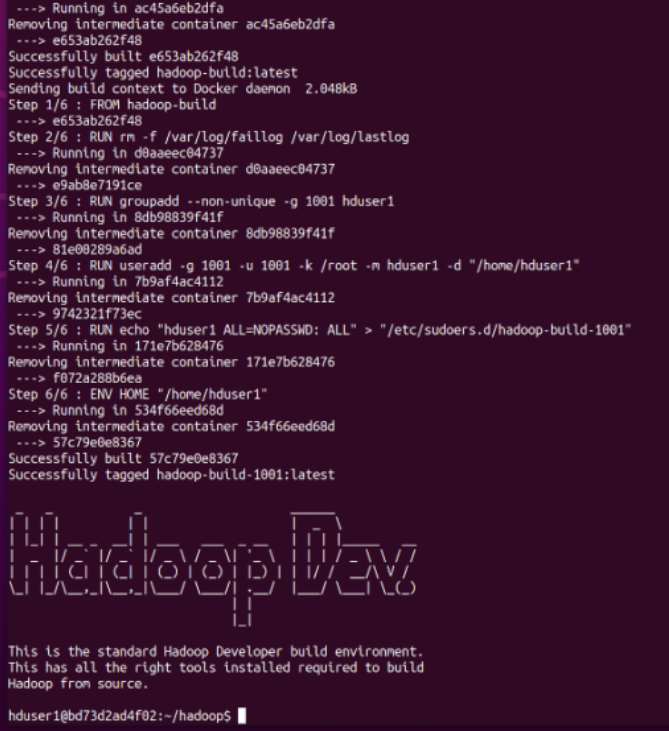 ---> Running in ac45a6eb2dfa
Removing intermediate container ac45a6eb2dfa
---> e653ab262f48
Successfully built e653ab262f48
Successfully tagged hadoop-build:latest
Sending build context to Docker daemon  2.048kB
Step 1/6 : FROM hadoop-build
---> e653ab262f48
Step 2/6 : RUN rm -f /var/log/faillog /var/log/lastlog
---> Running in d0aaeec04737
Removing intermediate container d0aaeec04737
---> e9ab8e7191ce
Step 3/6 : RUN groupadd --non-unique -g 1001 hduser1
---> Running in 8db98839f41f
Removing intermediate container 8db98839f41f
---> 81e00289a6ad
Step 4/6 : RUN useradd -g 1001 -u 1001 -k /root -m hduser1 -d "/home/hduser1"
---> Running in 7b9af4ac4112
Removing intermediate container 7b9af4ac4112
---> 9742321f73ec
Step 5/6 : RUN echo "hduser1 ALL=NOPASSWD: ALL" > "/etc/sudoers.d/hadoop-build-1001"
---> Running in 171e7b628476
Removing intermediate container 171e7b628476
---> f072a288b6ea
Step 6/6 : ENV HOME "/home/hduser1"
---> Running in 534f66eed68d
Removing intermediate container 534f66eed68d
---> 57c79e0e8367
Successfully built 57c79e0e8367
Successfully tagged hadoop-build-1001:latest
Hadoop Dev.
This is the standard Hadoop Developer build environment.
This has all the right tools installed required to build
Hadoop from source.
hduser1@bd73d2ad4f02:~/hadoop$